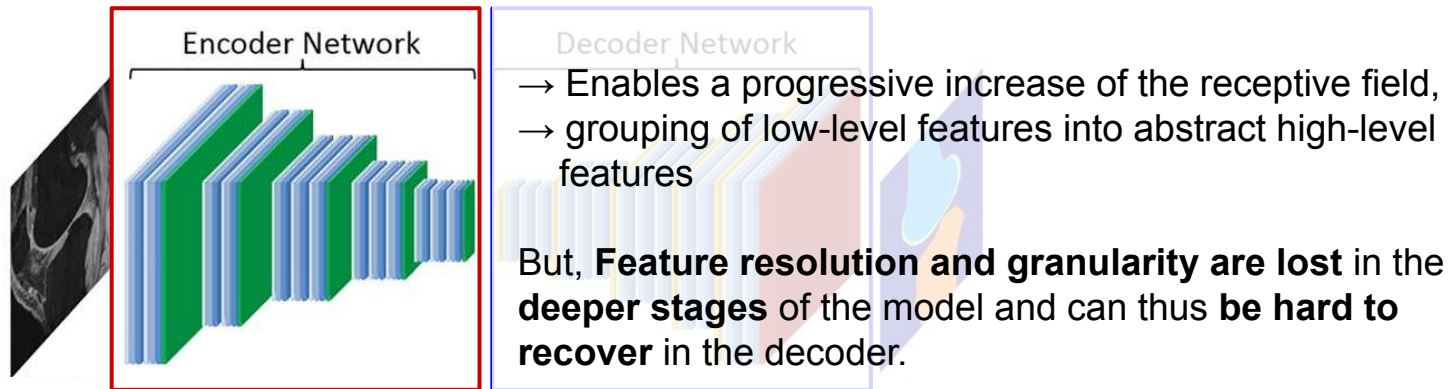 Encoder Network
Decoder Network
→ Enables a progressive increase of the receptive field,
→ grouping of low-level features into abstract high-level
features
But, Feature resolution and granularity are lost in the
deeper stages of the model and can thus be hard to
recover in the decoder.